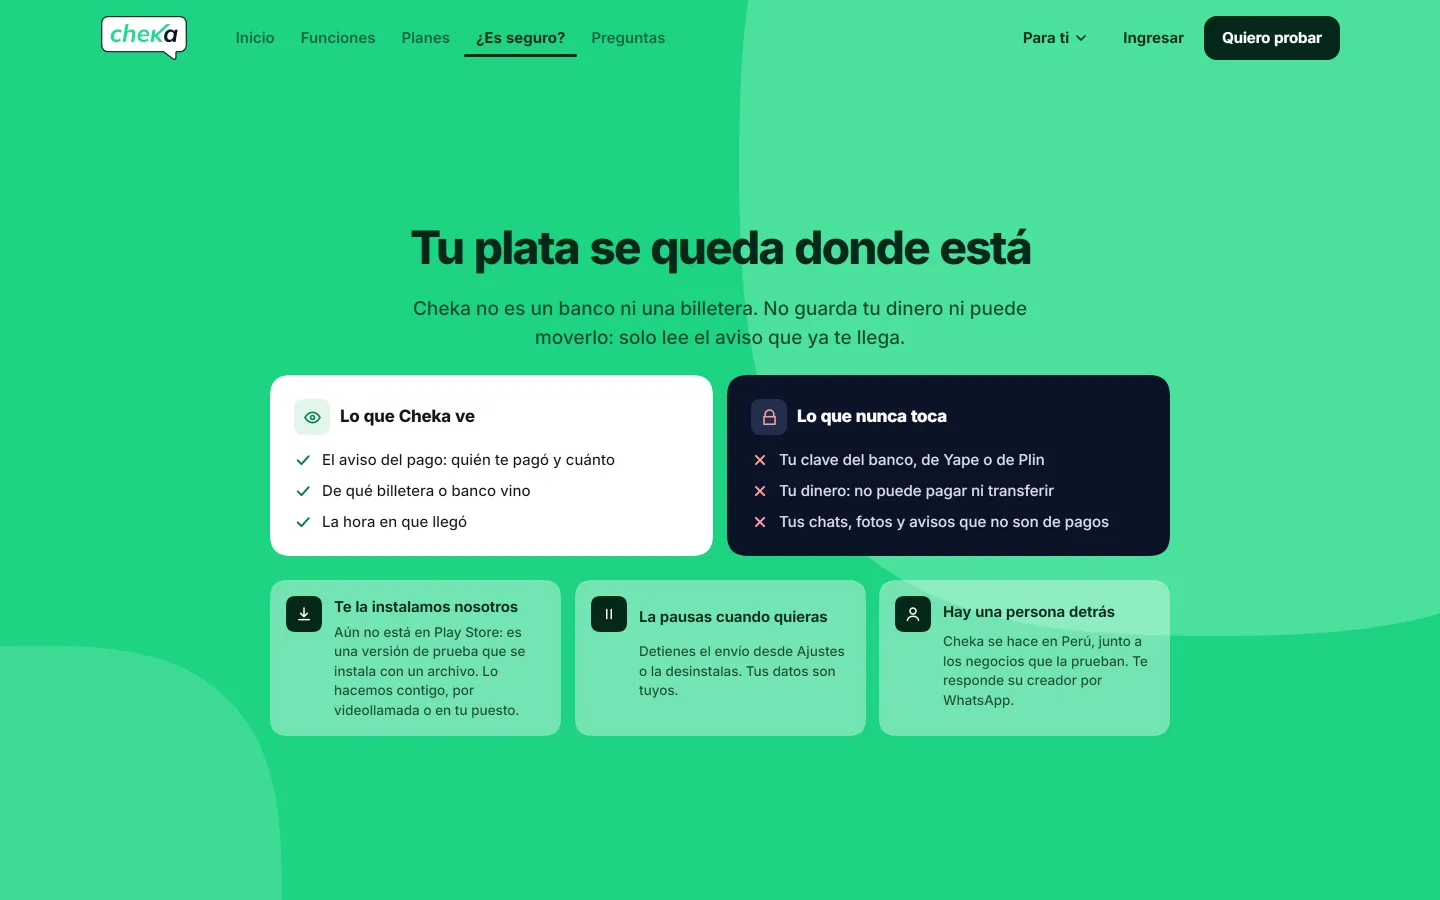 cheka
Inicio
Funciones
Planes
¿Es seguro?
Preguntas
Para ti
Ingresar
Quiero probar
Tu plata se queda donde está
Cheka no es un banco ni una billetera. No guarda tu dinero ni puede
moverlo: solo lee el aviso que ya te llega.
Lo que Cheka ve
El aviso del pago: quién te pagó y cuánto
De qué billetera o banco vino
La hora en que llegó
Lo que nunca toca
Tu clave del banco, de Yape o de Plin
Tu dinero: no puede pagar ni transferir
Tus chats, fotos y avisos que no son de pagos
Te la instalamos nosotros
Aún no está en Play Store: es
una versión de prueba que se
instala con un archivo. Lo
hacemos contigo, por
videollamada o en tu puesto.
La pausas cuando quieras
Detienes el envío desde Ajustes
o la desinstalas. Tus datos son
tuyos.
Hay una persona detrás
Cheka se hace en Perú, junto a
los negocios que la prueban. Te
responde su creador por
WhatsApp.